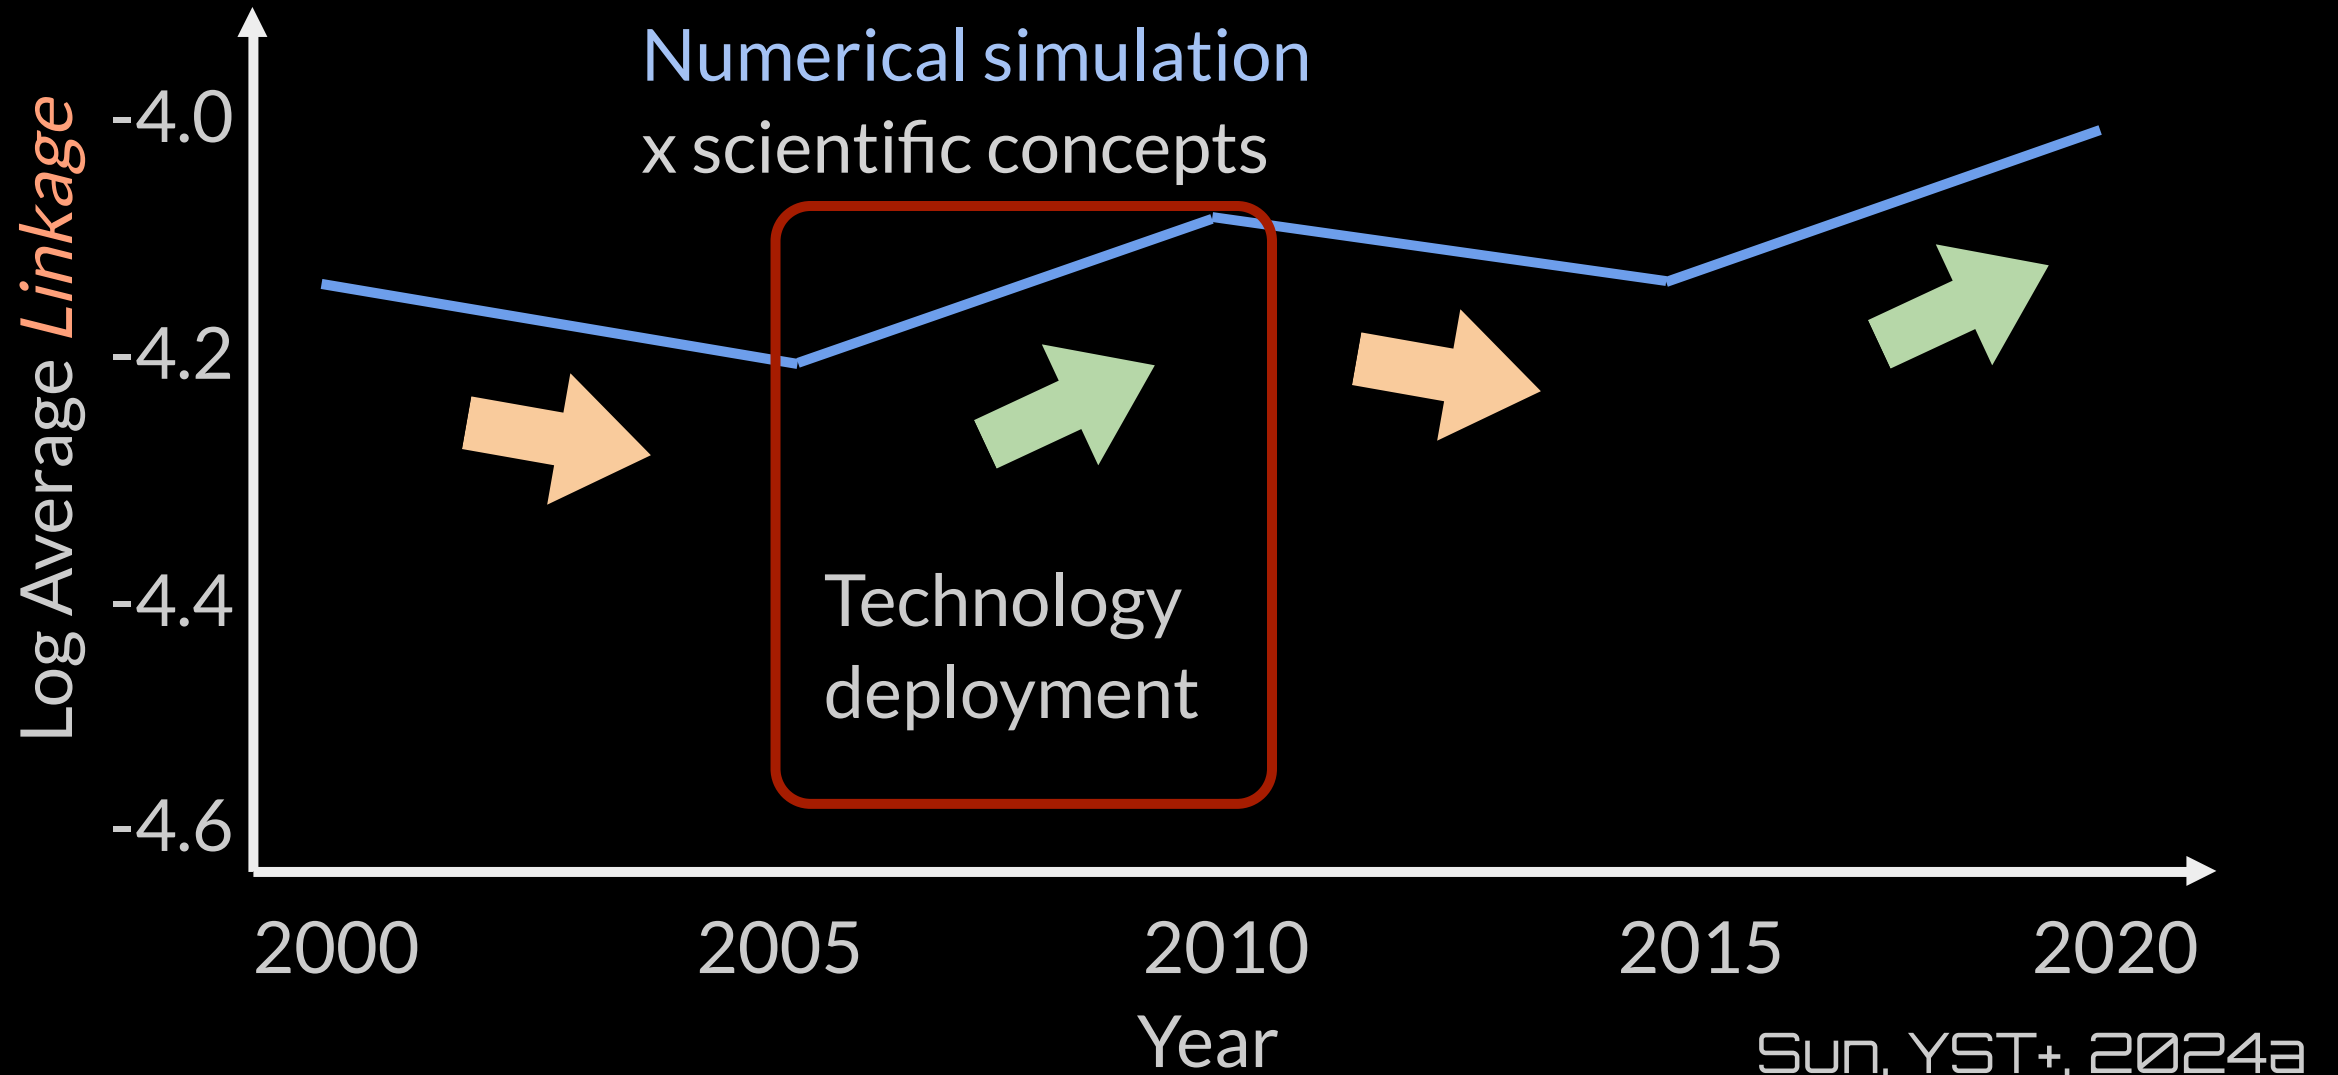 Numerical simulation
x scientific concepts
Log Average Linkage
-4.0
-4.2
-4.4
-4.6
Technology
deployment
2000
2005
2010
2015
2020
Year
Sun, YST+, 2024a